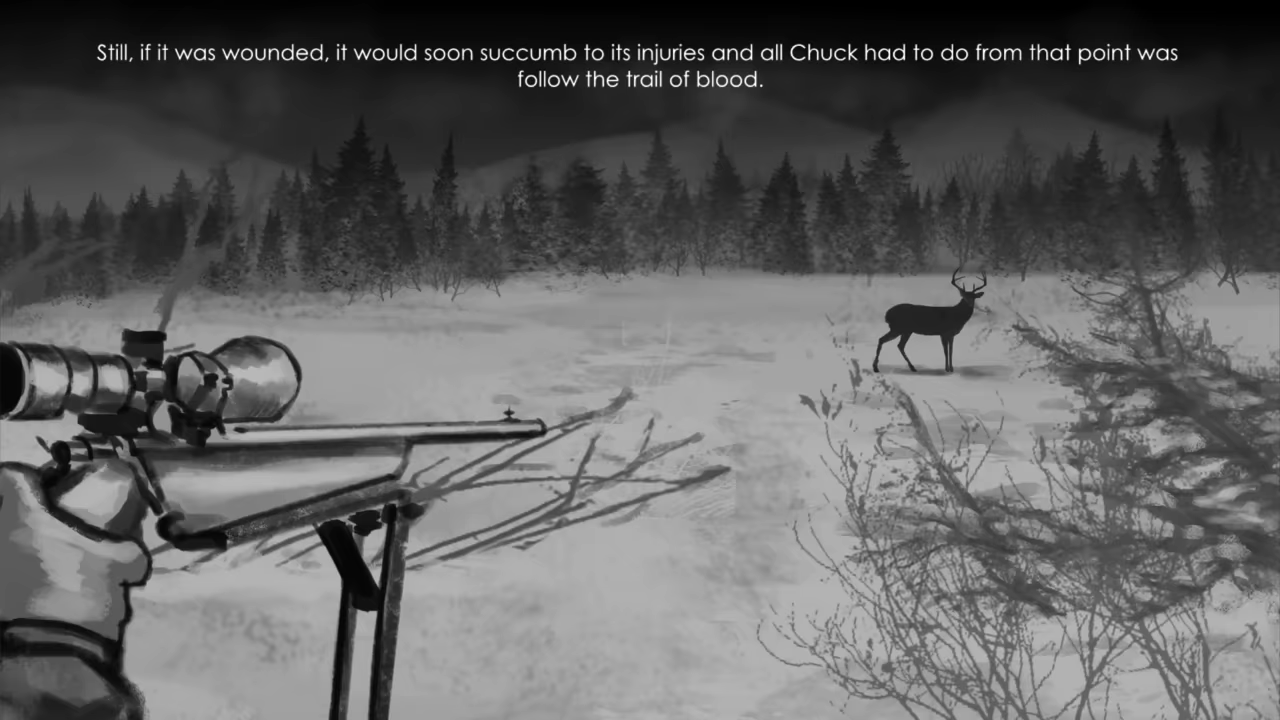 Still, if it was wounded, it would soon succumb to its injuries and all Chuck had to do from that point was
follow the trail of blood.